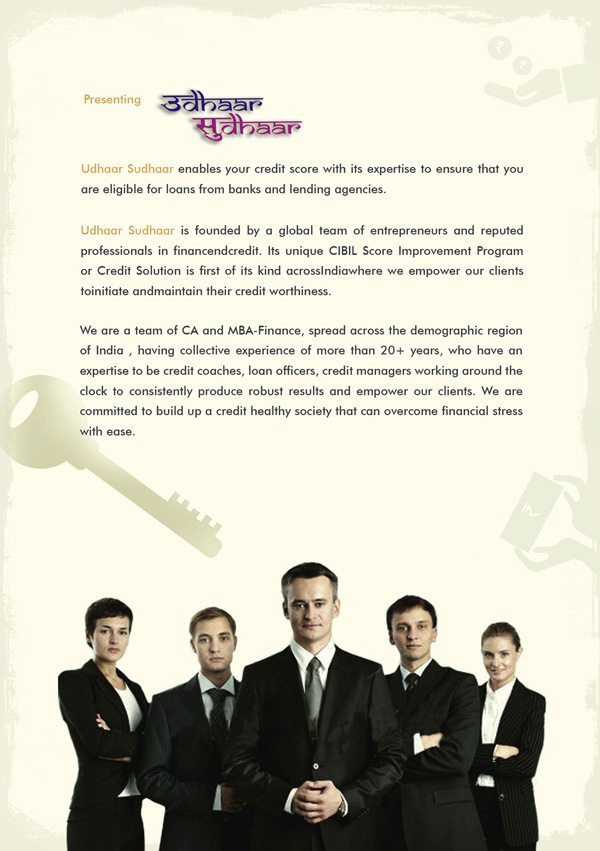 Presenting
उdhaar
सुdhaar
Udhaar Sudhaar enables your credit score with its expertise to ensure that you
are eligible for loans from banks and lending agencies.
Udhaar Sudhaar is founded by a global team of entrepreneurs and reputed
professionals in financendcredit. Its unique CIBIL Score Improvement Program
or Credit Solution is first of its kind acrossIndiawhere we empower our clients
toinitiate andmaintain their credit worthiness.
We are a team of CA and MBA-Finance, spread across the demographic region
of India , having collective experience of more than 20+ years, who have an
expertise to be credit coaches, loan officers, credit managers working around the
clock to consistently produce robust results and empower our clients. We are
committed to build up a credit healthy society that can overcome financial stress
with ease.
₹
₹
₹